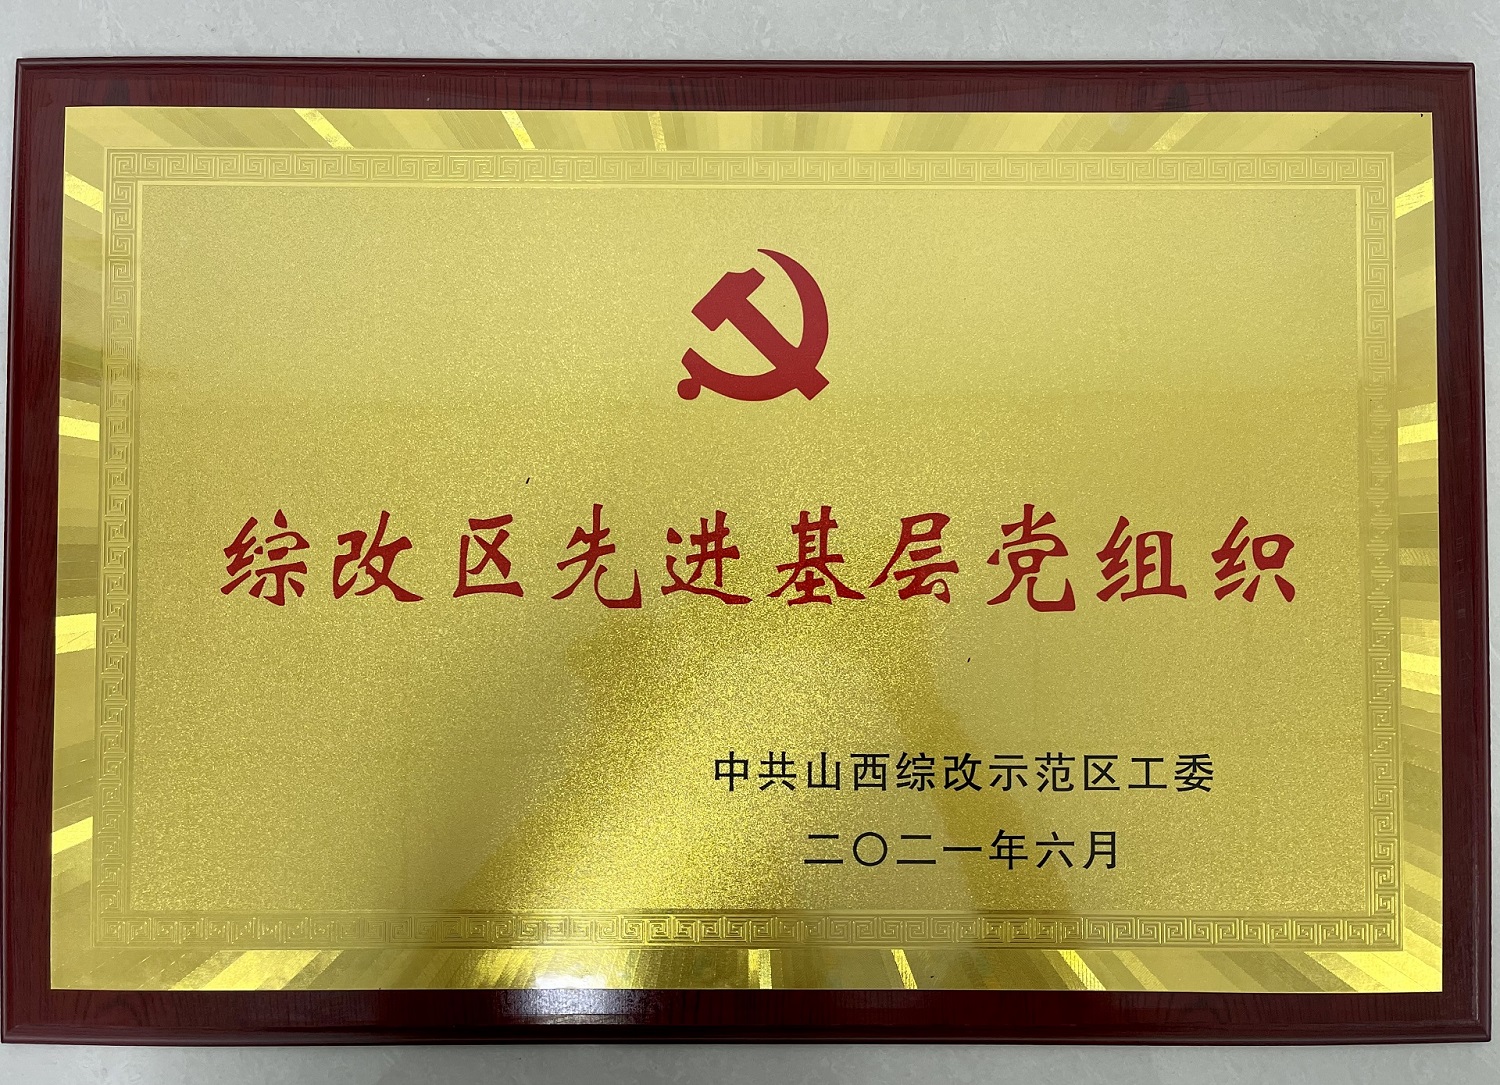 综改区先进基层党组织
中共山西综改示范区工委
二〇二一年六月